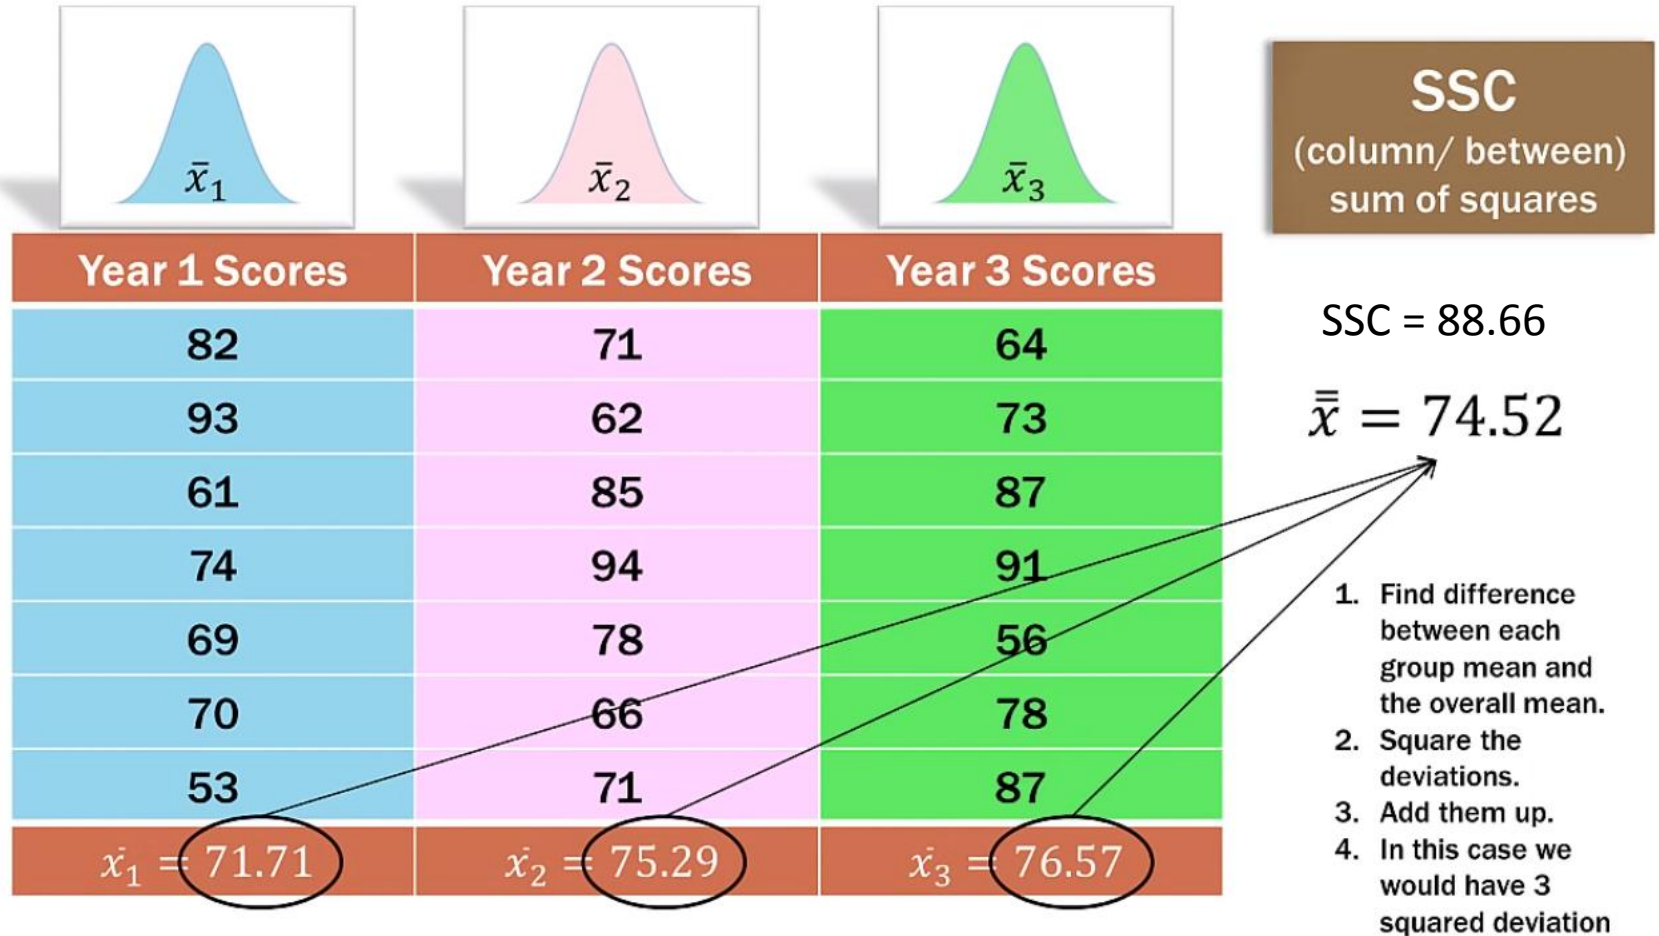 x̄₁
x̄₂
x̄₃
SSC
(column/ between)
sum of squares
Year 1 Scores Year 2 Scores Year 3 Scores
82 71 64
93 62 73
61 85 87
74 94 91
69 78 56
70 66 78
53 71 87
x̄₁ = 71.71 x̄₂ = 75.29 x̄₃ = 76.57
SSC = 88.66
x̿ = 74.52
1. Find difference
between each
group mean and
the overall mean.
2. Square the
deviations.
3. Add them up.
4. In this case we
would have 3
squared deviation